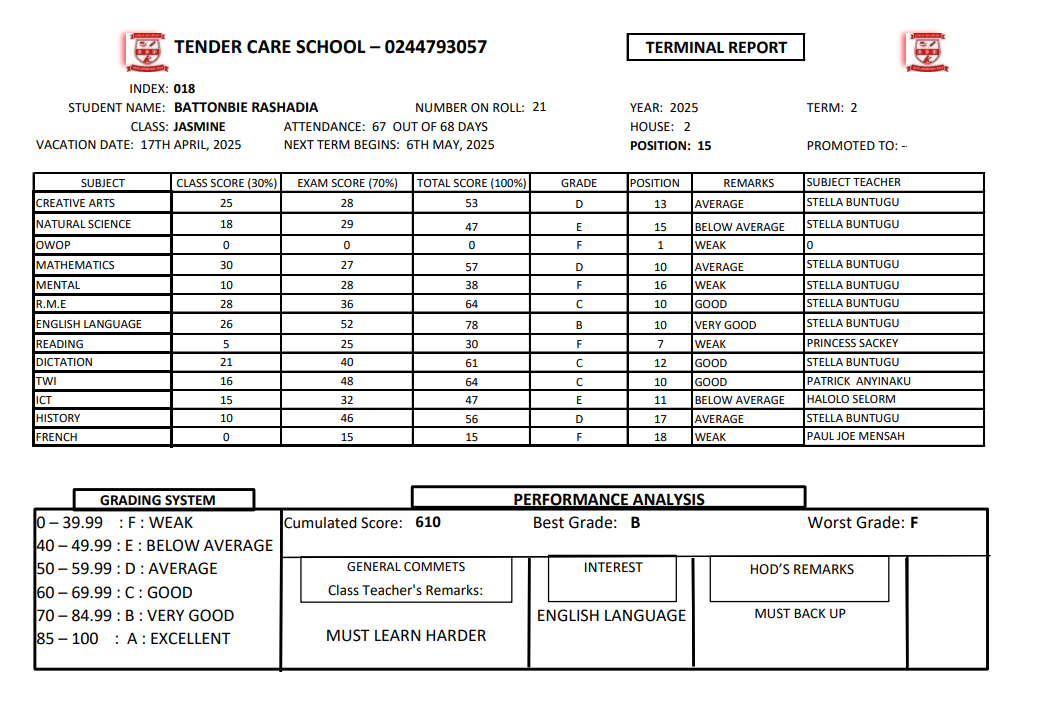 TENDER CARE SCHOOL – 0244793057 TERMINAL REPORT
INDEX: 018
STUDENT NAME: BATTONBIE RASHADIA NUMBER ON ROLL: 21 YEAR: 2025 TERM: 2
CLASS: JASMINE ATTENDANCE: 67 OUT OF 68 DAYS HOUSE: 2
VACATION DATE: 17TH APRIL, 2025 NEXT TERM BEGINS: 6TH MAY, 2025 POSITION: 15 PROMOTED TO: --
SUBJECT CLASS SCORE (30%) EXAM SCORE (70%) TOTAL SCORE (100%) GRADE POSITION REMARKS SUBJECT TEACHER
CREATIVE ARTS 25 28 53 D 13 AVERAGE STELLA BUNTUGU
NATURAL SCIENCE 18 29 47 E 15 BELOW AVERAGE STELLA BUNTUGU
OWOP 0 0 0 F 1 WEAK 0
MATHEMATICS 30 27 57 D 10 AVERAGE STELLA BUNTUGU
MENTAL 10 28 38 F 16 WEAK STELLA BUNTUGU
R.M.E 28 36 64 C 10 GOOD STELLA BUNTUGU
ENGLISH LANGUAGE 26 52 78 B 10 VERY GOOD STELLA BUNTUGU
READING 5 25 30 F 7 WEAK PRINCESS SACKEY
DICTATION 21 40 61 C 12 GOOD STELLA BUNTUGU
TWI 16 48 64 C 10 GOOD PATRICK ANYINAKU
ICT 15 32 47 E 11 BELOW AVERAGE HALOLO SELORM
HISTORY 10 46 56 D 17 AVERAGE STELLA BUNTUGU
FRENCH 0 15 15 F 18 WEAK PAUL JOE MENSAH
GRADING SYSTEM
0 – 39.99 : F : WEAK
40 – 49.99 : E : BELOW AVERAGE
50 – 59.99 : D : AVERAGE
60 – 69.99 : C : GOOD
70 – 84.99 : B : VERY GOOD
85 – 100 : A : EXCELLENT
PERFORMANCE ANALYSIS
Cumulated Score: 610 Best Grade: B Worst Grade: F
GENERAL COMMETS
Class Teacher's Remarks:
MUST LEARN HARDER
INTEREST
ENGLISH LANGUAGE
HOD'S REMARKS
MUST BACK UP